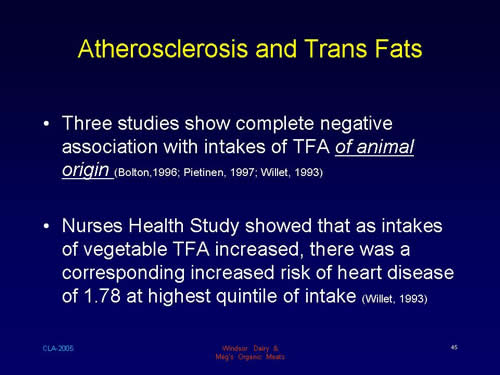 Atherosclerosis and Trans Fats
• Three studies show complete negative
association with intakes of TFA of animal
origin (Bolton,1996; Pietinen, 1997; Willet, 1993)
• Nurses Health Study showed that as intakes
of vegetable TFA increased, there was a
corresponding increased risk of heart disease
of 1.78 at highest quintile of intake (Willet, 1993)
CLA-2005
Windsor Dairy &
Meg's Organic Meats
45